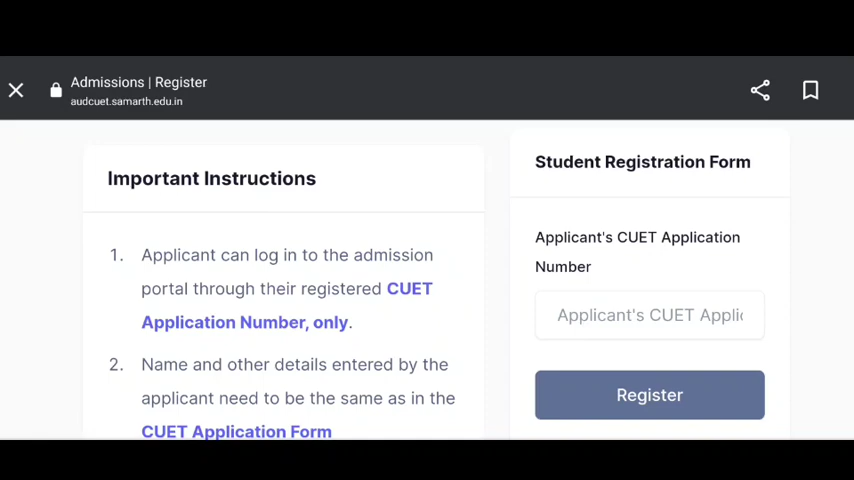 Admissions | Register
audcuet.samarth.edu.in
Important Instructions
1. Applicant can log in to the admission
portal through their registered CUET
Application Number, only.
2. Name and other details entered by the
applicant need to be the same as in the
CUET Application Form
Student Registration Form
Applicant's CUET Application
Number
Applicant's CUET Applic
Register